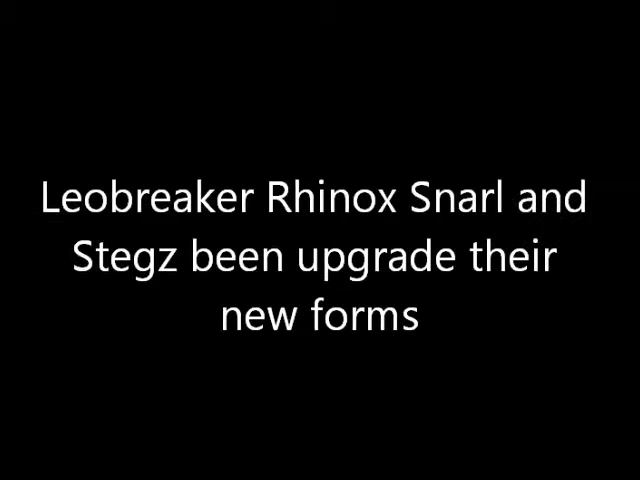 Leobreaker Rhinox Snarl and
Stegz been upgrade their
new forms